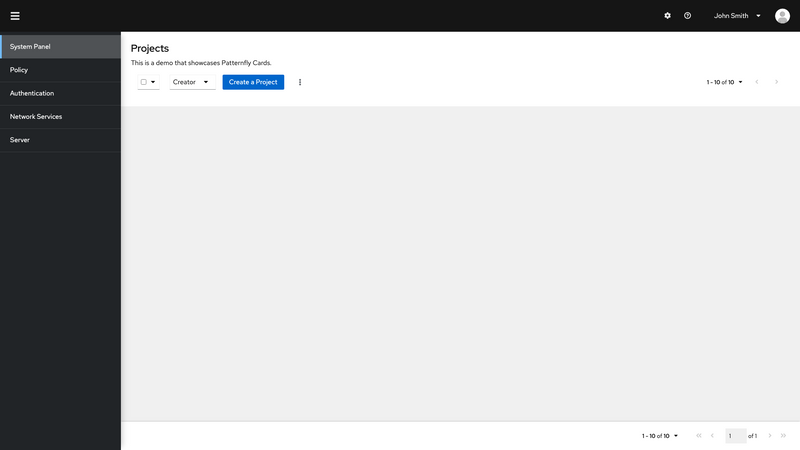 John Smith
System Panel
Policy
Authentication
Network Services
Server
Projects
This is a demo that showcases Patternfly Cards.
Creator
Create a Project
1 - 10 of 10
1 - 10 of 10
1 of 1